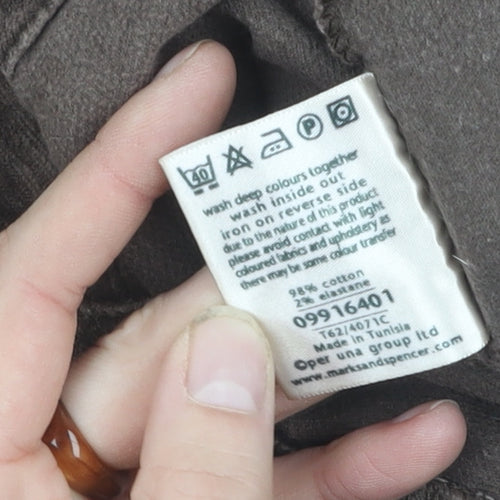 40 P
wash deep colours together
wash inside out
iron on reverse side
due to the nature of this product
please avoid contact with light
coloured fabrics and upholstery as
there may be some colour transfer
98% cotton
2% elastane
09916401
T62/4071C
Made in Tunisia
©per una group ltd
www.marksandspencer.com